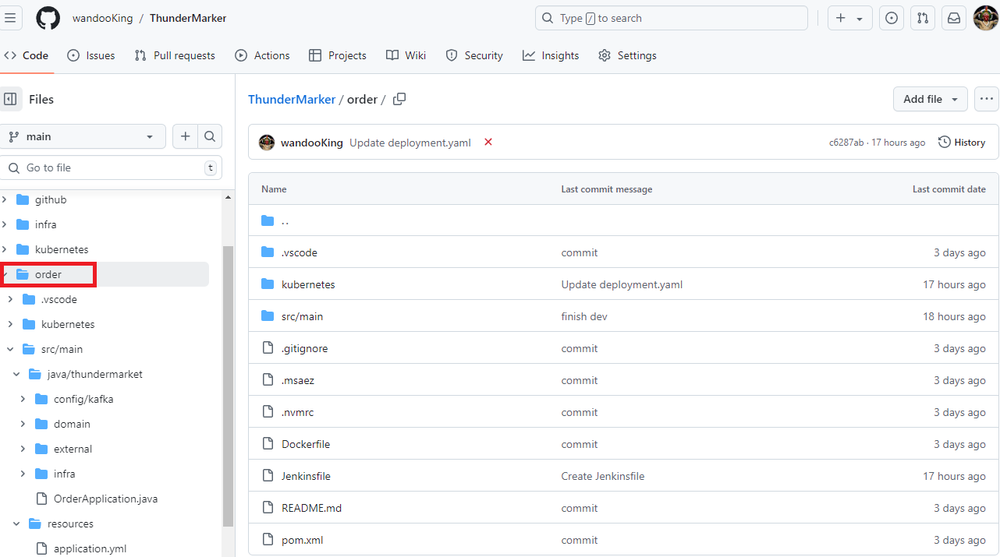 wandooKing / ThunderMarker
Type / to search
Code
Issues
Pull requests
Actions
Projects
Wiki
Security
Insights
Settings
Files
main
Go to file
t
github
infra
kubernetes
order
.vscode
kubernetes
src/main
java/thundermarket
config/kafka
domain
external
infra
OrderApplication.java
resources
application.yml
ThunderMarker / order /
Add file
wandooKing Update deployment.yaml
c6287ab · 17 hours ago
History
Name Last commit message Last commit date
..
.vscode commit 3 days ago
kubernetes Update deployment.yaml 17 hours ago
src/main finish dev 18 hours ago
.gitignore commit 3 days ago
.msaez commit 3 days ago
.nvmrc commit 3 days ago
Dockerfile commit 3 days ago
Jenkinsfile Create Jenkinsfile 17 hours ago
README.md commit 3 days ago
pom.xml commit 3 days ago